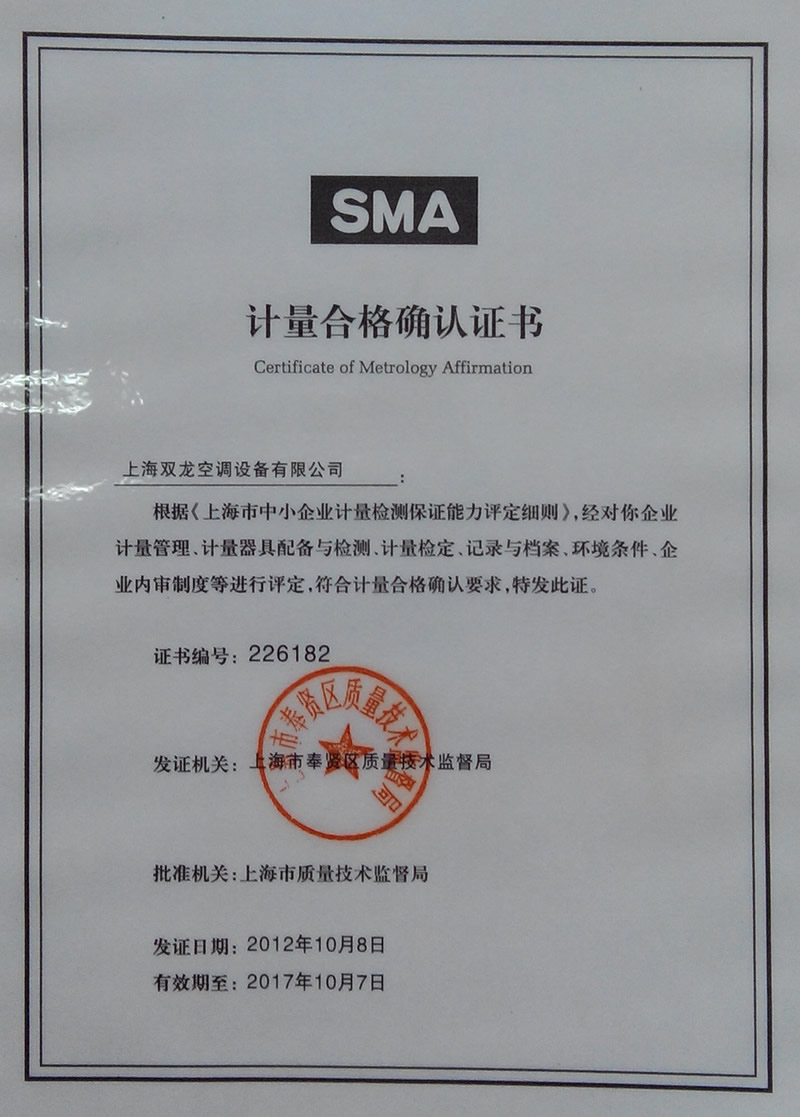 SMA
计量合格确认证书
Certificate of Metrology Affirmation
上海双龙空调设备有限公司：
根据《上海市中小企业计量检测保证能力评定细则》，经对你企业
计量管理、计量器具配备与检测、计量检定、记录与档案、环境条件、企
业内审制度等进行评定，符合计量合格确认要求，特发此证。
证书编号：226182
上海市奉贤区质量技术监督局
发证机关：上海市奉贤区质量技术监督局
批准机关：上海市质量技术监督局
发证日期：2012年10月8日
有效期至：2017年10月7日